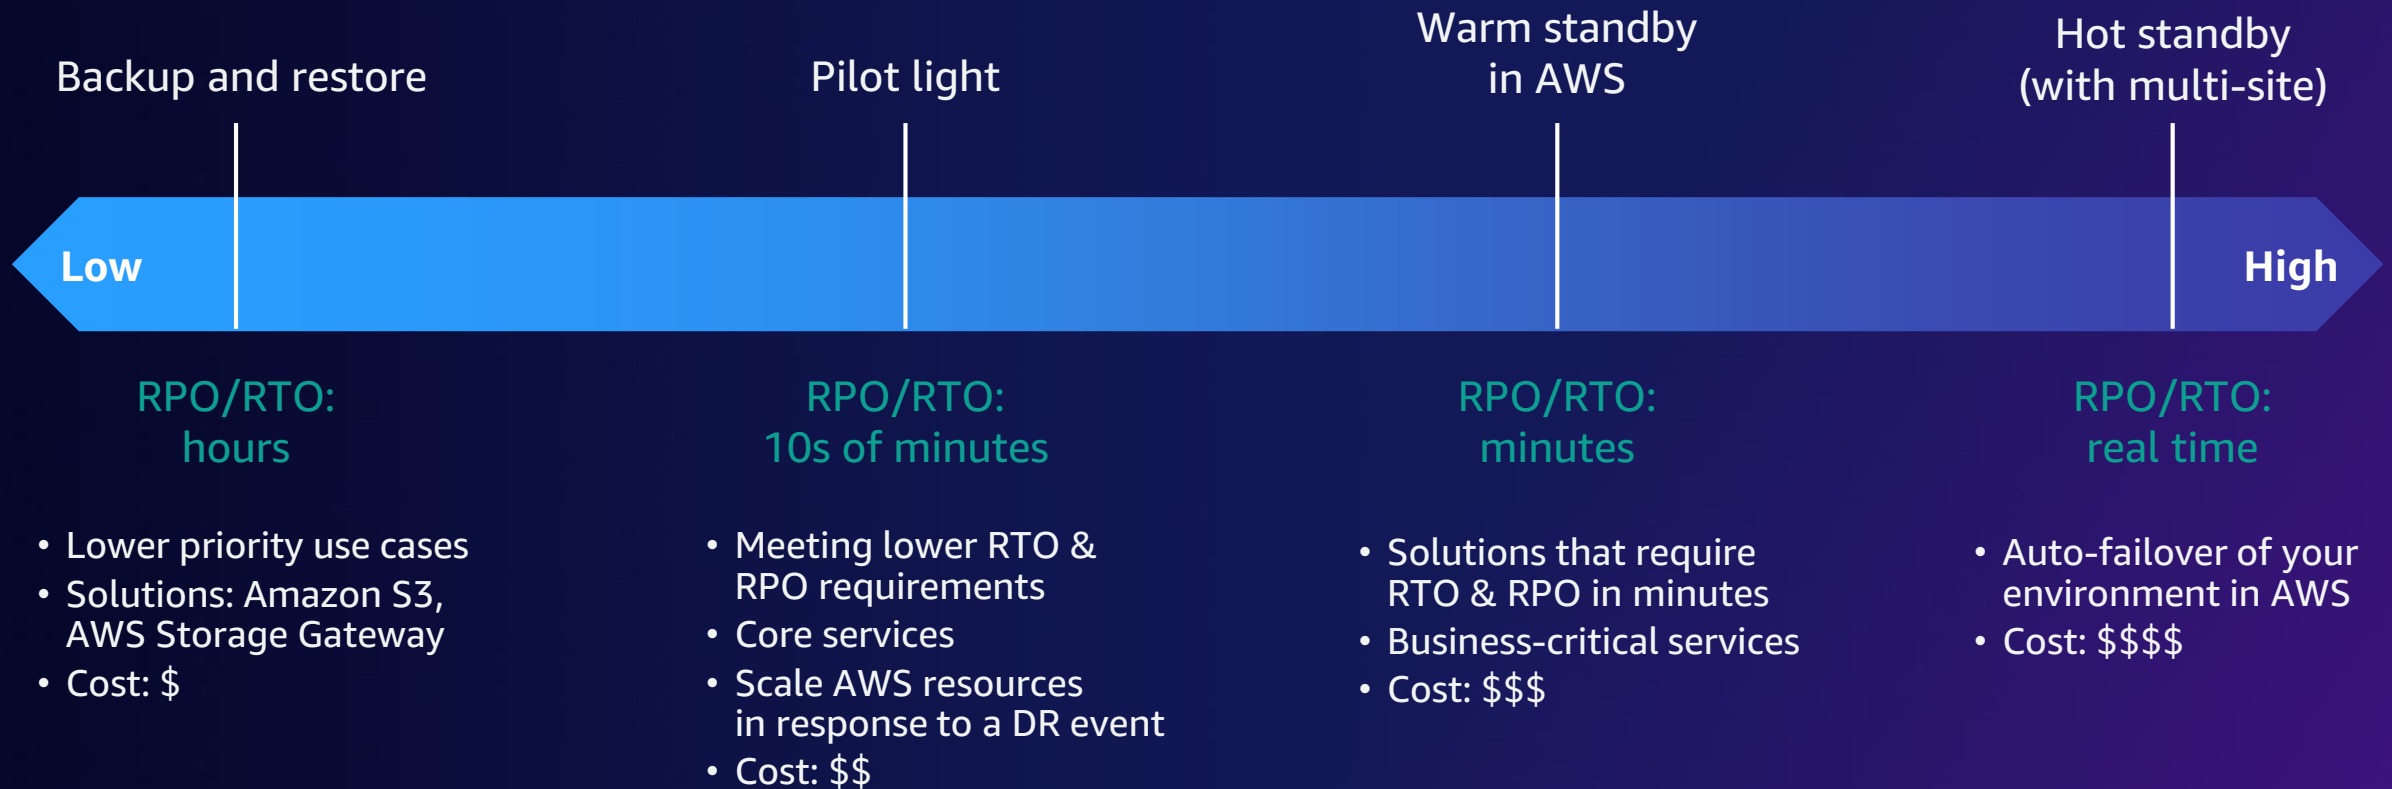 Backup and restore
Pilot light
Warm standby
in AWS
Hot standby
(with multi-site)
Low
High
RPO/RTO:
hours
RPO/RTO:
10s of minutes
RPO/RTO:
minutes
RPO/RTO:
real time
• Lower priority use cases
• Solutions: Amazon S3,
AWS Storage Gateway
• Cost: $
• Meeting lower RTO &
RPO requirements
• Core services
• Scale AWS resources
in response to a DR event
• Cost: $$
• Solutions that require
RTO & RPO in minutes
• Business-critical services
• Cost: $$$
• Auto-failover of your
environment in AWS
• Cost: $$$$